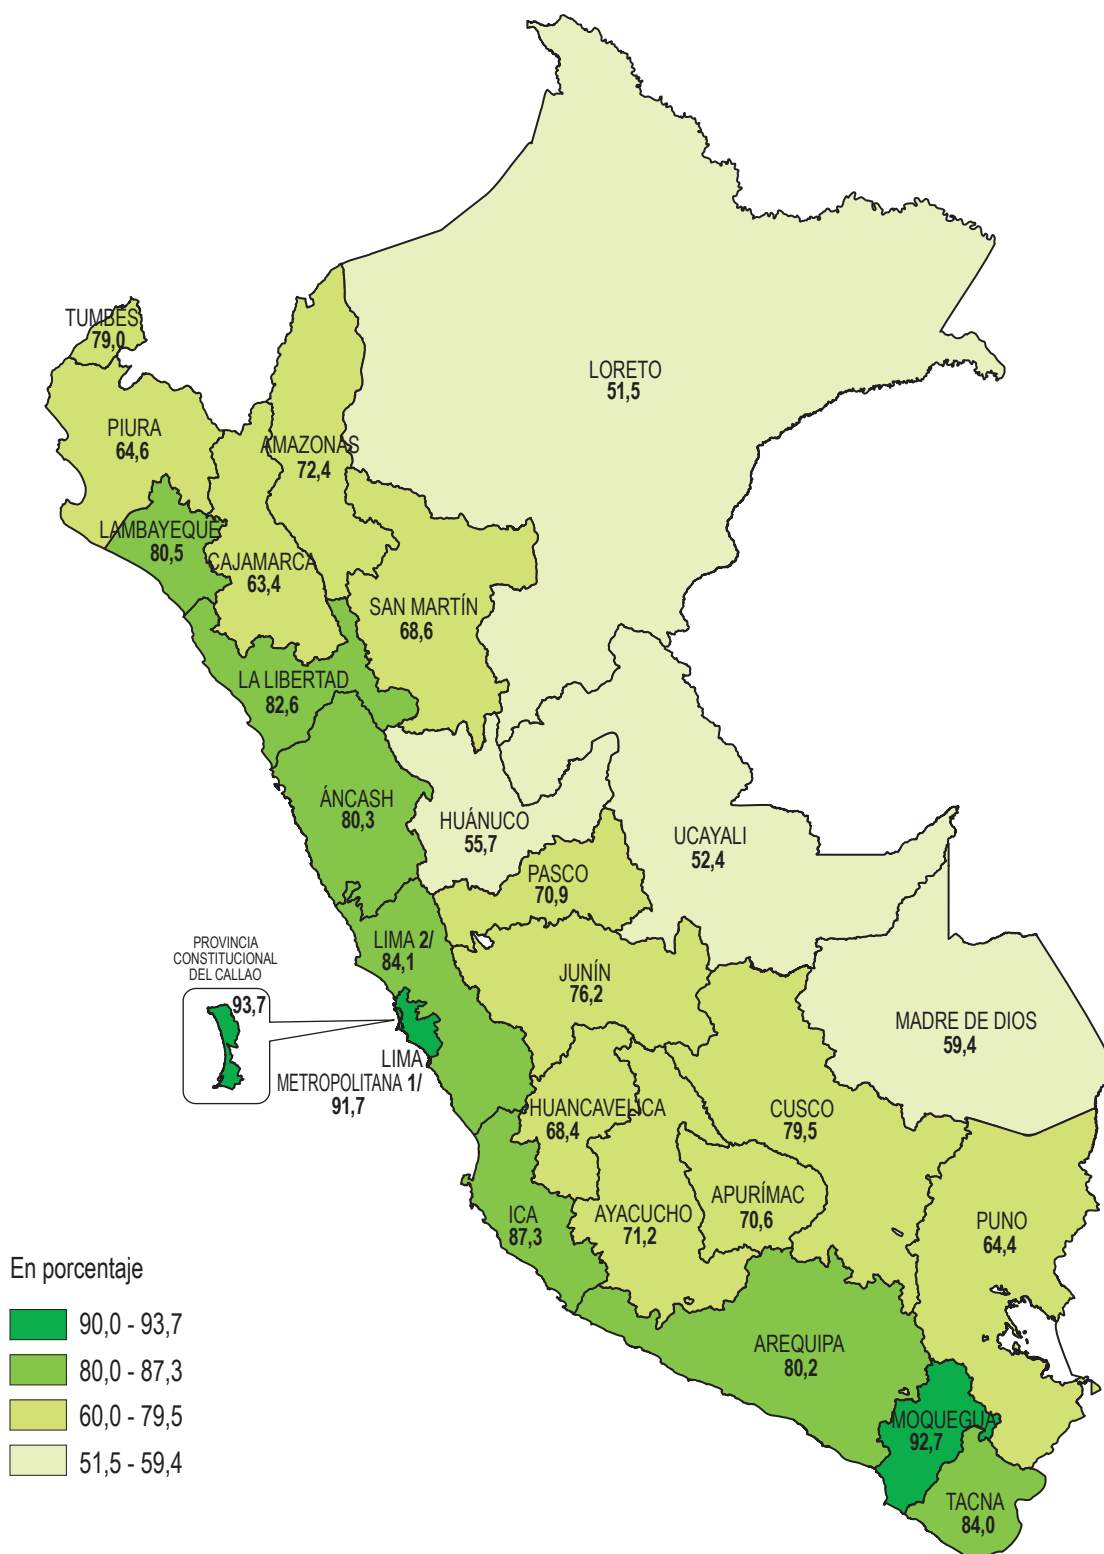 TUMBES
79,0
PIURA
64,6
LORETO
51,5
AMAZONAS
72,4
LAMBAYEQUE
80,5
CAJAMARCA
63,4
SAN MARTÍN
68,6
LA LIBERTAD
82,6
ÁNCASH
80,3
HUÁNUCO
55,7
UCAYALI
52,4
PASCO
70,9
LIMA 2/
84,1
PROVINCIA
CONSTITUCIONAL
DEL CALLAO
93,7
JUNÍN
76,2
MADRE DE DIOS
59,4
LIMA
METROPOLITANA 1/
91,7
HUANCAVELICA
68,4
CUSCO
79,5
ICA
87,3
AYACUCHO
71,2
APURÍMAC
70,6
PUNO
64,4
AREQUIPA
80,2
MOQUEGUA
92,7
TACNA
84,0
En porcentaje
90,0 - 93,7
80,0 - 87,3
60,0 - 79,5
51,5 - 59,4